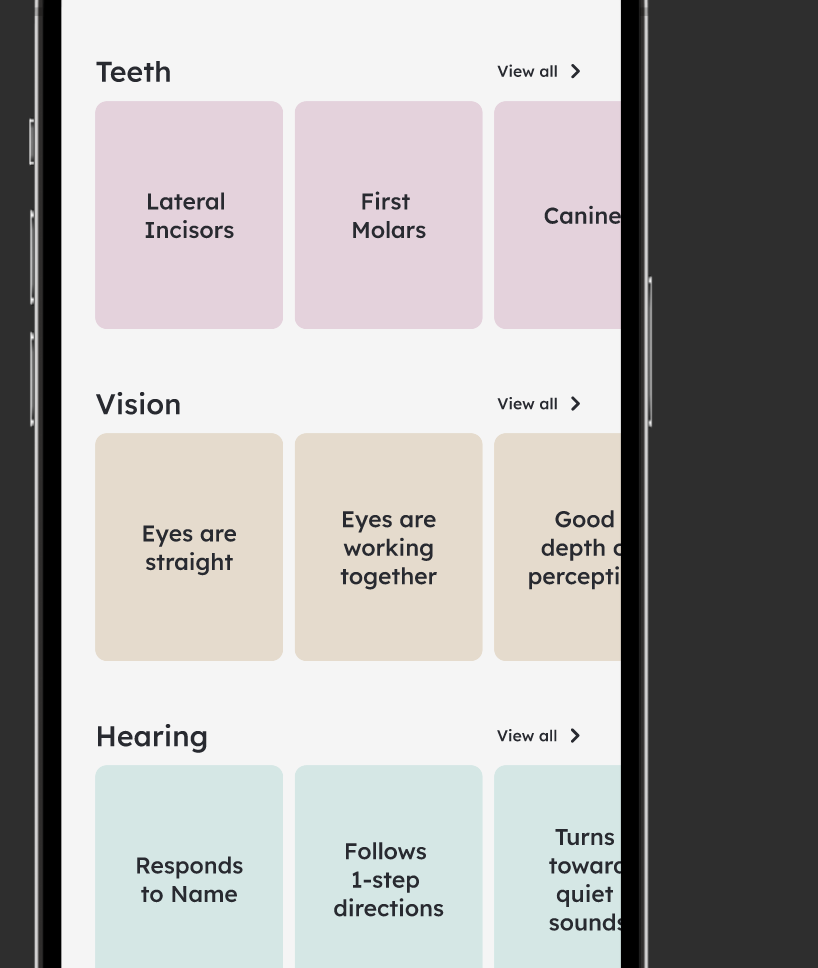 Teeth
View all
Lateral
Incisors
First
Molars
Canine
Vision
View all
Eyes are
straight
Eyes are
working
together
Good
depth
percepti
Hearing
View all
Responds
to Name
Follows
1-step
directions
Turns
towar
quiet
sounds